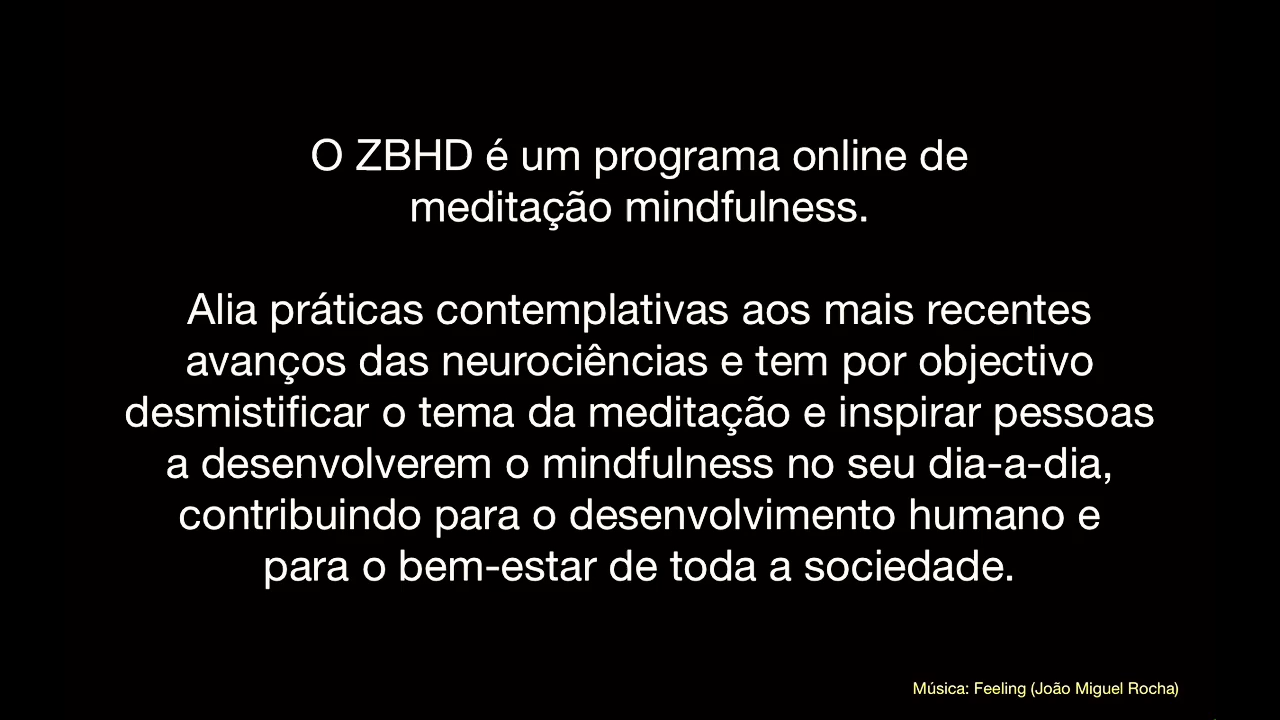 O ZBHD é um programa online de
meditação mindfulness.
Alia práticas contemplativas aos mais recentes
avanços das neurociências e tem por objectivo
desmistificar o tema da meditação e inspirar pessoas
a desenvolverem o mindfulness no seu dia-a-dia,
contribuindo para o desenvolvimento humano e
para o bem-estar de toda a sociedade.
Música: Feeling (João Miguel Rocha)